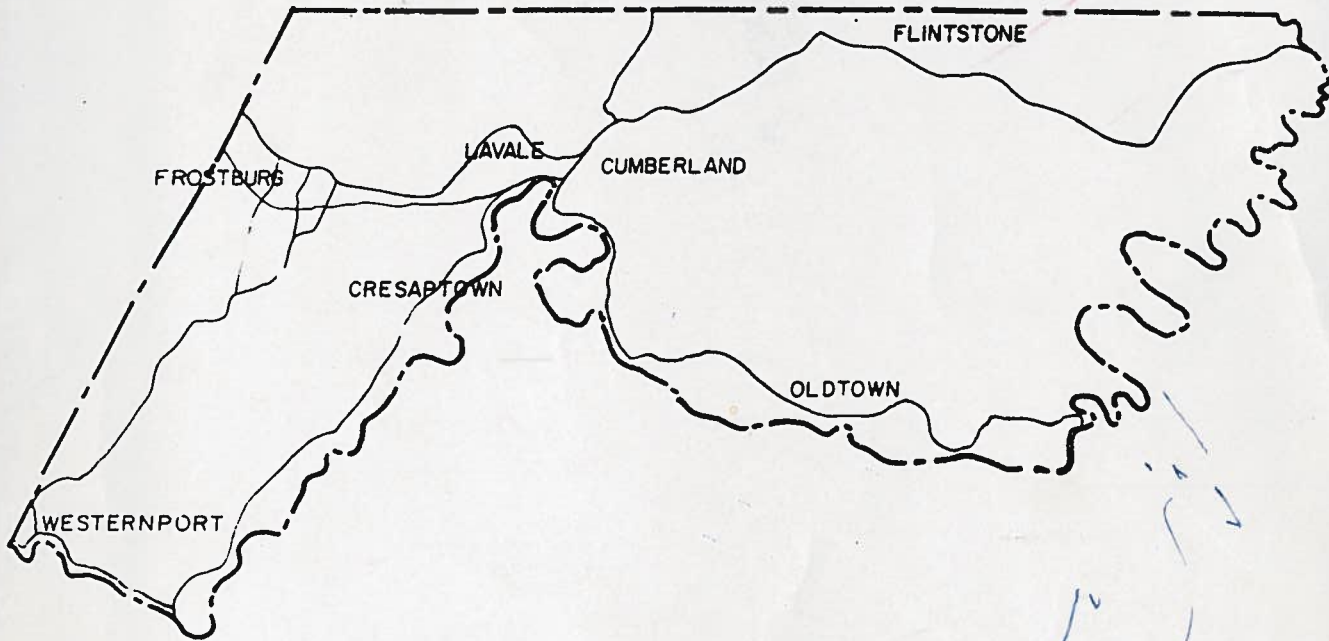 FLINTSTONE
LAVALE
CUMBERLAND
FROSTBURG
CRESAPTOWN
OLDTOWN
WESTERNPORT